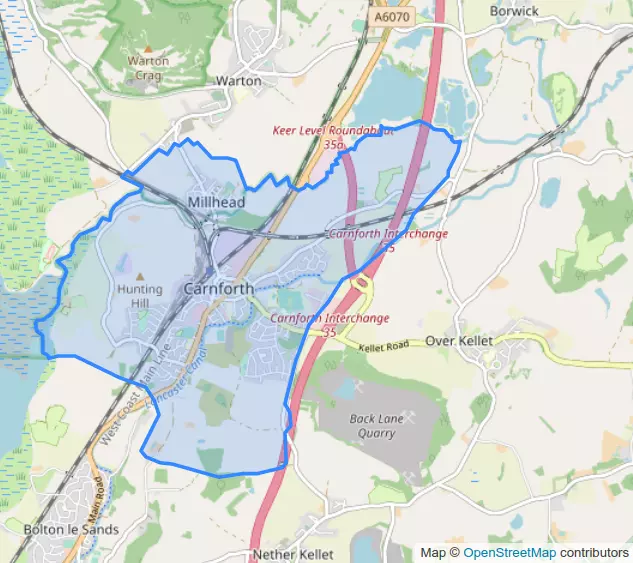 A6070
Borwick
Warton
Crag
Warton
Keer Level Roundabout
35a
Millhead
Carnforth Interchange
35
Hunting
Hill
Carnforth
Carnforth Interchange
35
Kellet Road
Over Kellet
West Coast Main Line
Lancaster Canal
Back Lane
Quarry
Main Road
Bolton le Sands
Nether Kellet
Map © OpenStreetMap contributors